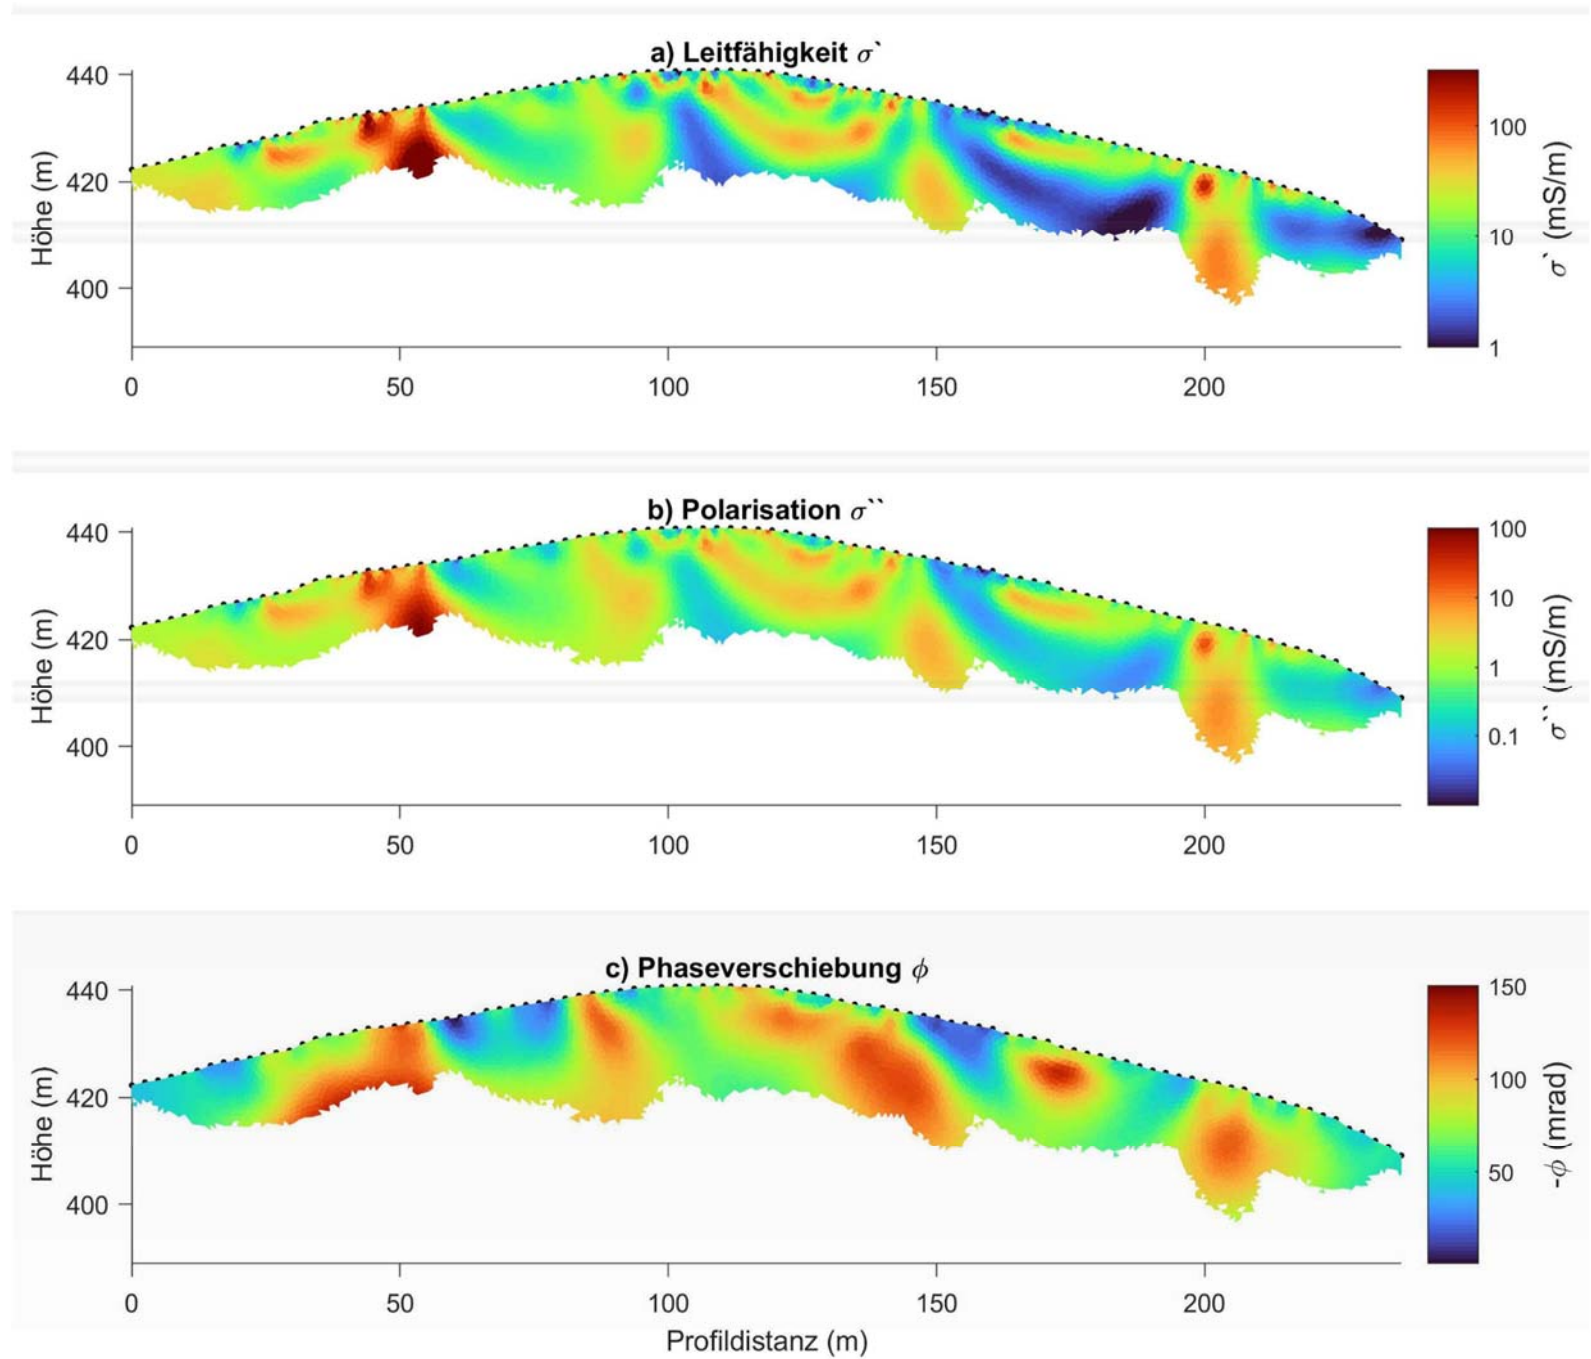 a) Leitfähigkeit σ`
440
420
400
Höhe (m)
0 50 100 150 200
100
10
1
σ` (mS/m)
b) Polarisation σ``
440
420
400
Höhe (m)
0 50 100 150 200
100
10
1
0.1
σ`` (mS/m)
c) Phaseverschiebung ϕ
440
420
400
Höhe (m)
0 50 100 150 200
Profildistanz (m)
150
100
50
-ϕ (mrad)